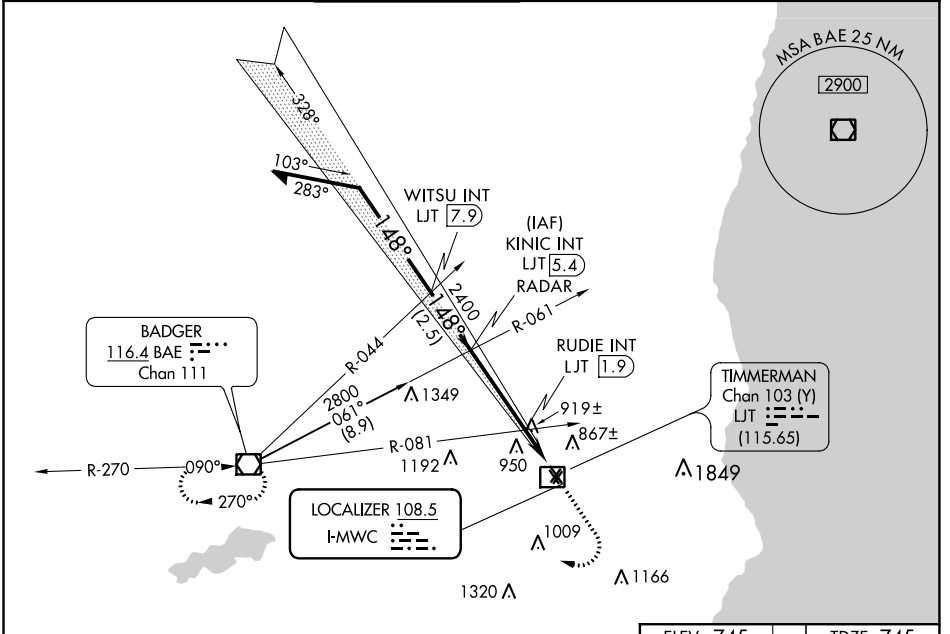 MSA BAE 25 NM
2900
328°
103°
283°
WITSU INT
LJT 7.9
(IAF)
KINIC INT
LJT 5.4
RADAR
148°
148°
2400
(2.5)
R-061
R-044
BADGER
116.4 BAE
Chan 111
RUDIE INT
LJT 1.9
TIMMERMAN
Chan 103 (Y)
LJT
(115.65)
2800
061°
(8.9)
1349
919±
867±
R-081
1192
950
1849
R-270
090°
270°
LOCALIZER 108.5
I-MWC
1009
1166
1320
ELEV 745
TDZE 745